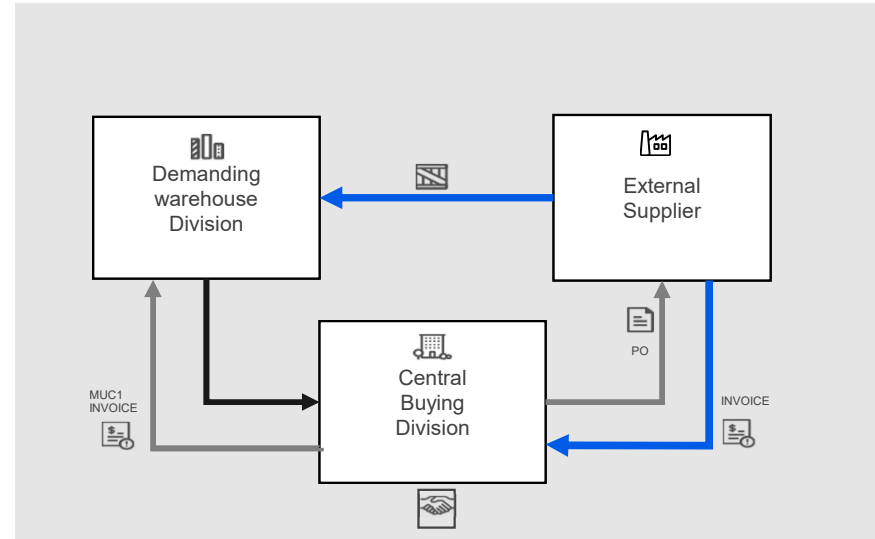 Demanding
warehouse
Division
External
Supplier
PO
Central
Buying
Division
MUC1
INVOICE
INVOICE